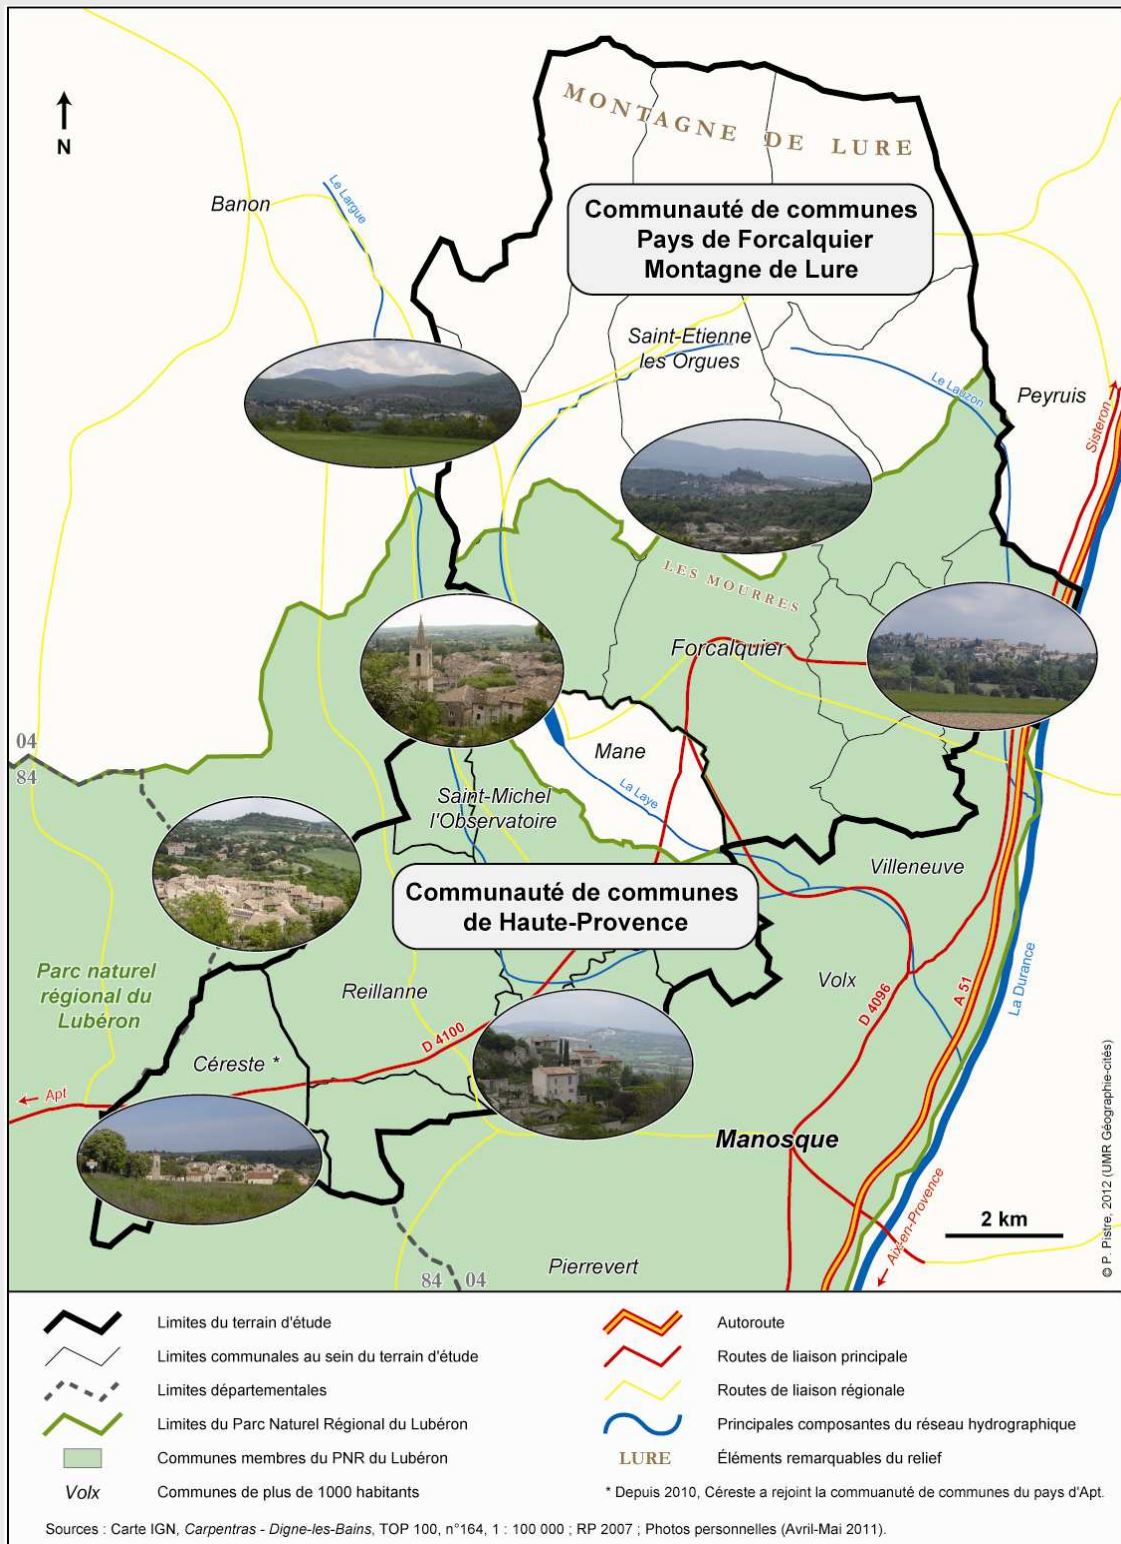 MONTAGNE DE LURE
N
Banon
Le Largue
Communauté de communes
Pays de Forcalquier
Montagne de Lure
Saint-Etienne
les Orgues
Le Lauzon
Peyruis
Sisteron
LES MOURRES
Forcalquier
04
84
Mane
La Laye
Saint-Michel
l'Observatoire
Villeneuve
Communauté de communes
de Haute-Provence
Parc naturel
régional du
Lubéron
Reillanne
Volx
D 4096
A 51
La Durance
D 4100
Céreste *
Apt
Manosque
Aix-en-Provence
2 km
Pierrevert
84 04
© P. Pistre, 2012 (UMR Géographie-cités)
Limites du terrain d'étude
Limites communales au sein du terrain d'étude
Limites départementales
Limites du Parc Naturel Régional du Lubéron
Communes membres du PNR du Lubéron
Volx Communes de plus de 1000 habitants
Autoroute
Routes de liaison principale
Routes de liaison régionale
Principales composantes du réseau hydrographique
LURE Éléments remarquables du relief
* Depuis 2010, Céreste a rejoint la commuanuté de communes du pays d'Apt.
Sources : Carte IGN, Carpentras - Digne-les-Bains, TOP 100, n°164, 1 : 100 000 ; RP 2007 ; Photos personnelles (Avril-Mai 2011).